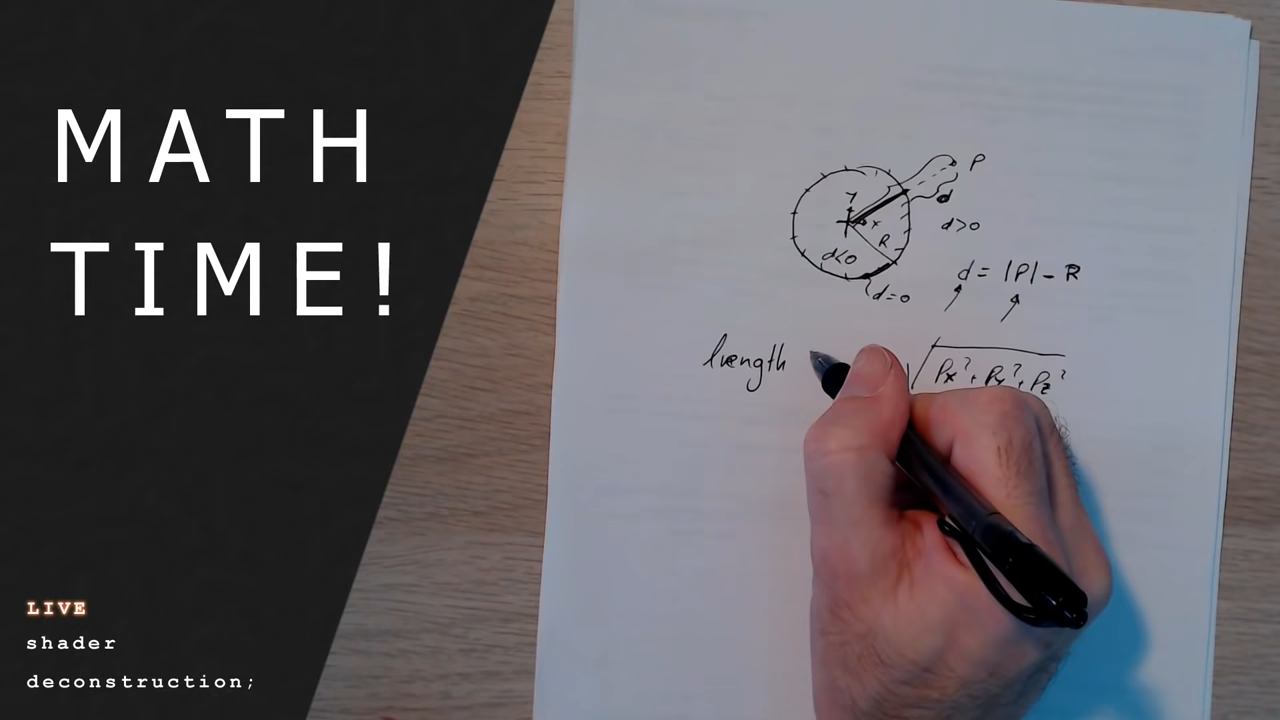 MATH
TIME!
P
d
y
x
d>0
R
d<0
d = |P| - R
d=0
length
√Px² + Py² + Pz²
LIVE
shader
deconstruction;